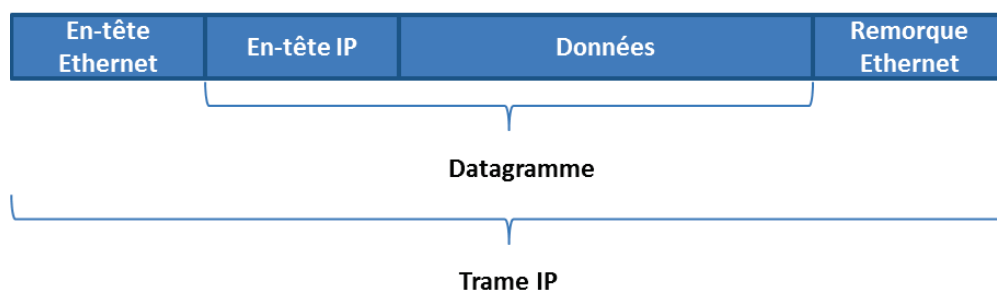 En-tête
Ethernet
En-tête IP
Données
Remorque
Ethernet
Datagramme
Trame IP